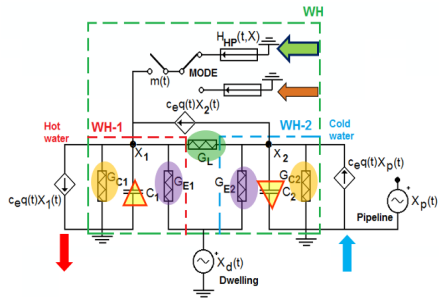 WH
H_HP(t,X)
MODE
m(t)
c_eq(t)X_2(t)
Hot water
WH-1
WH-2
Cold water
X_1
G_L
X_2
c_eq(t)X_1(t)
G_C1
C_1
G_E1
G_E2
C_2
G_C2
c_eq(t)X_p(t)
X_p(t)
Pipeline
X_d(t)
Dwelling